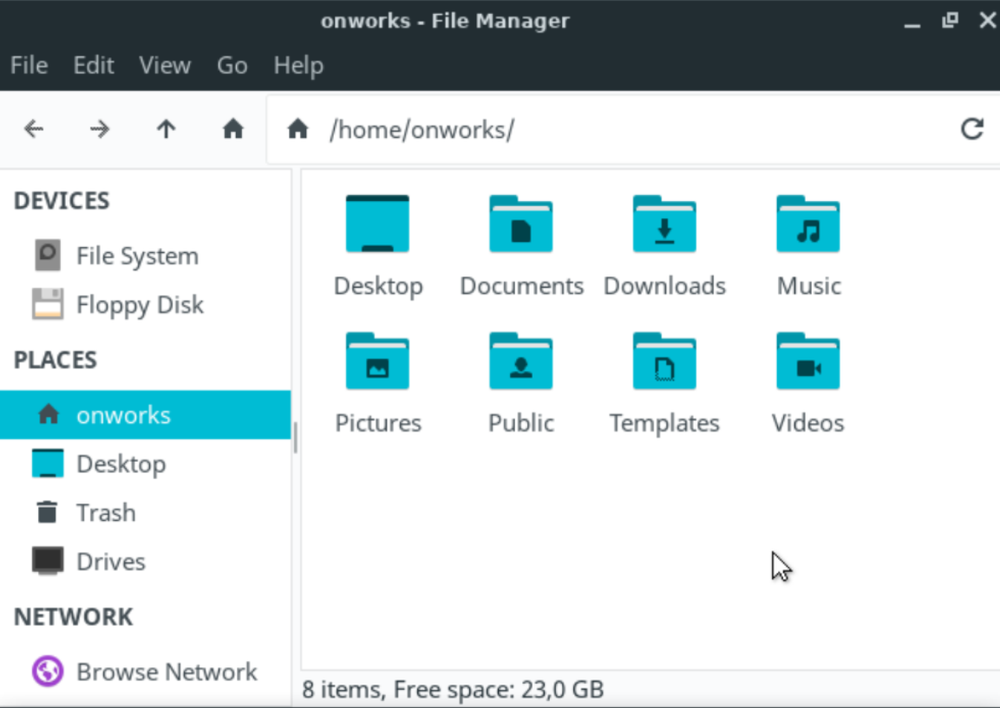 onworks - File Manager
File Edit View Go Help
/home/onworks/
DEVICES
File System
Floppy Disk
PLACES
onworks
Desktop
Trash
Drives
NETWORK
Browse Network
Desktop Documents Downloads Music
Pictures Public Templates Videos
8 items, Free space: 23,0 GB